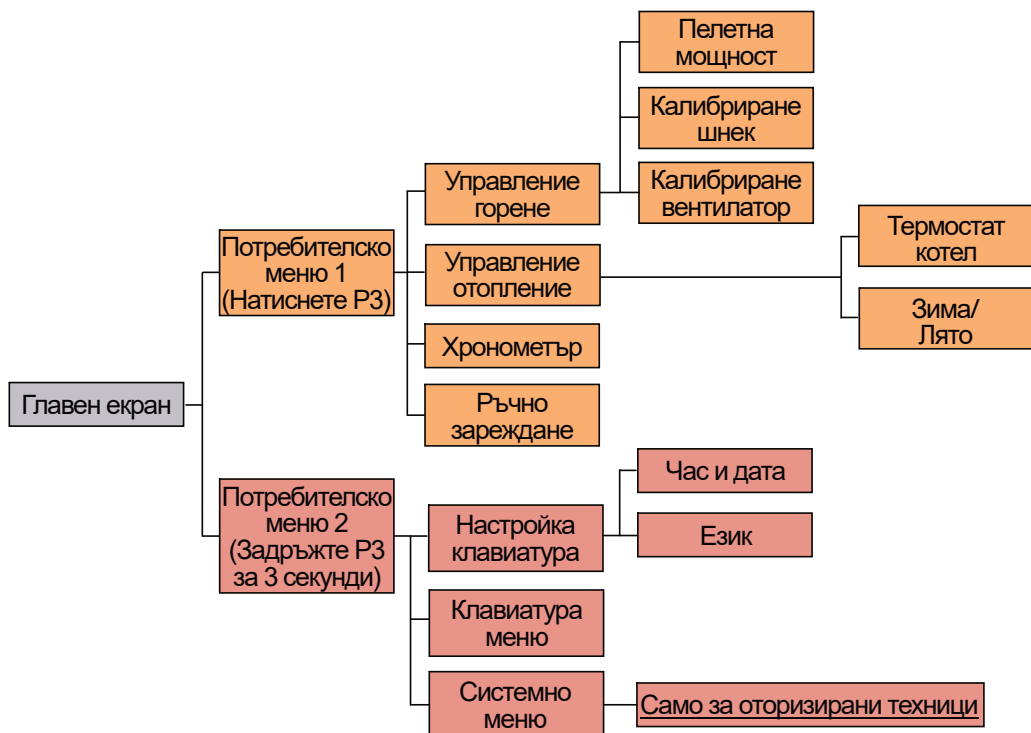 Пелетна
мощност
Калибриране
шнек
Управление
горене
Калибриране
вентилатор
Термостат
котел
Потребителско
меню 1
(Натиснете P3)
Управление
отопление
Зима/
Лято
Хронометър
Главен екран
Ръчно
зареждане
Потребителско
меню 2
(Задръжте P3
за 3 секунди)
Час и дата
Настройка
клавиатура
Език
Клавиатура
меню
Системно
меню
Само за оторизирани техници